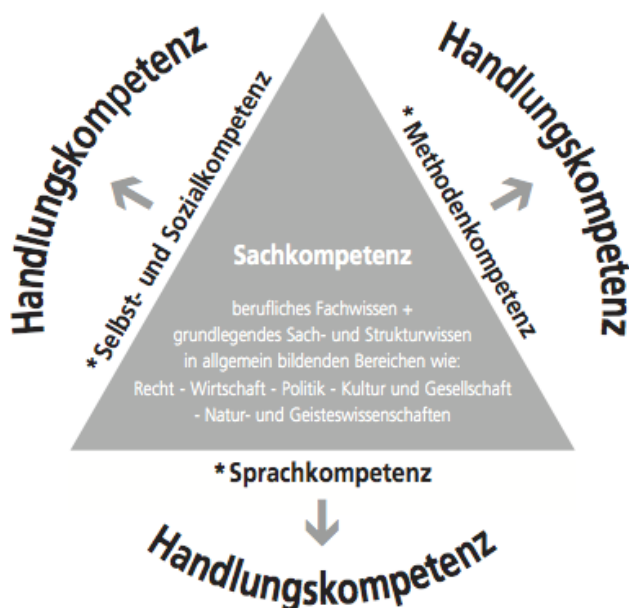 Handlungskompetenz
Handlungskompetenz
* Selbst- und Sozialkompetenz
* Methodenkompetenz
Sachkompetenz
berufliches Fachwissen +
grundlegendes Sach- und Strukturwissen
in allgemein bildenden Bereichen wie:
Recht - Wirtschaft - Politik - Kultur und Gesellschaft
- Natur- und Geisteswissenschaften
* Sprachkompetenz
Handlungskompetenz